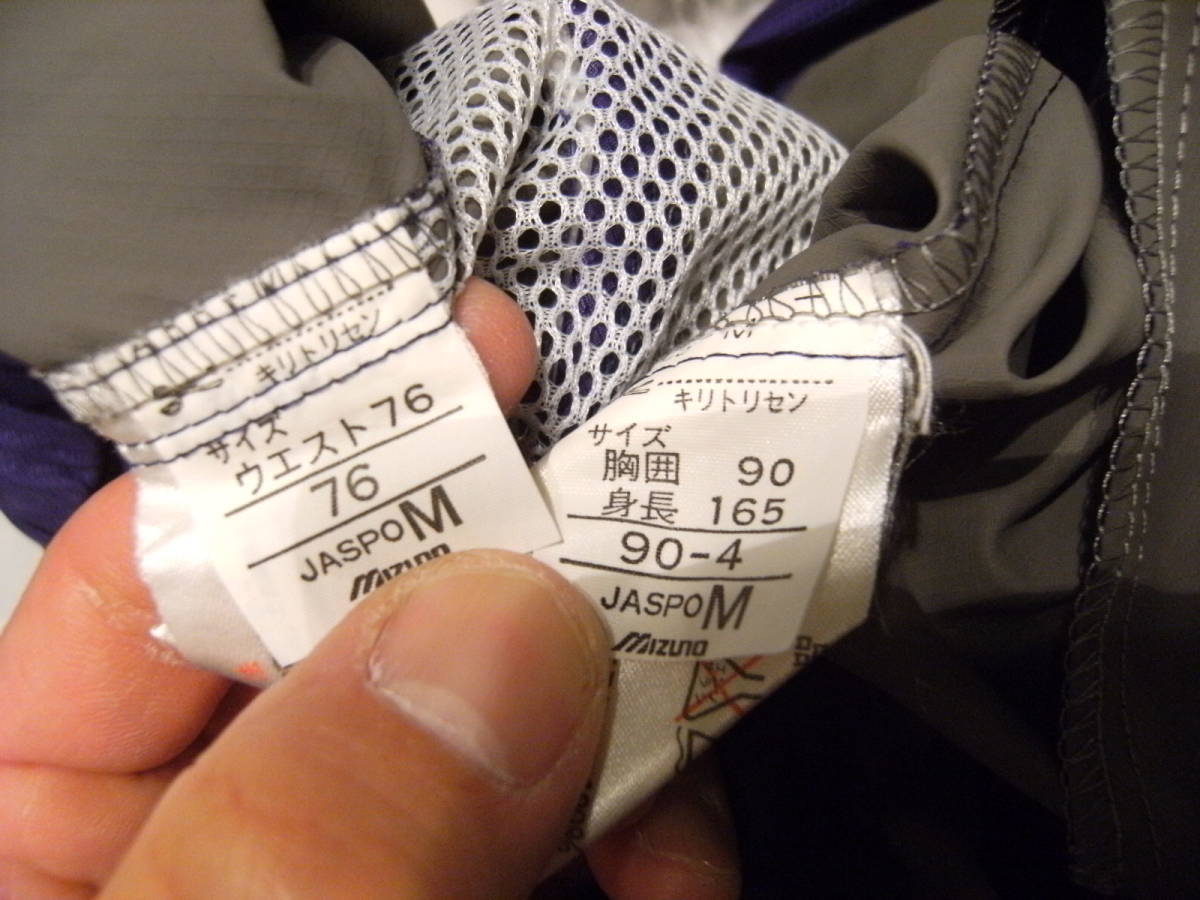 キリトリセン
サイズ
ウエスト76
76
JASPO M
Mizuno
キリトリセン
サイズ
胸囲 90
身長 165
90-4
JASPO M
Mizuno